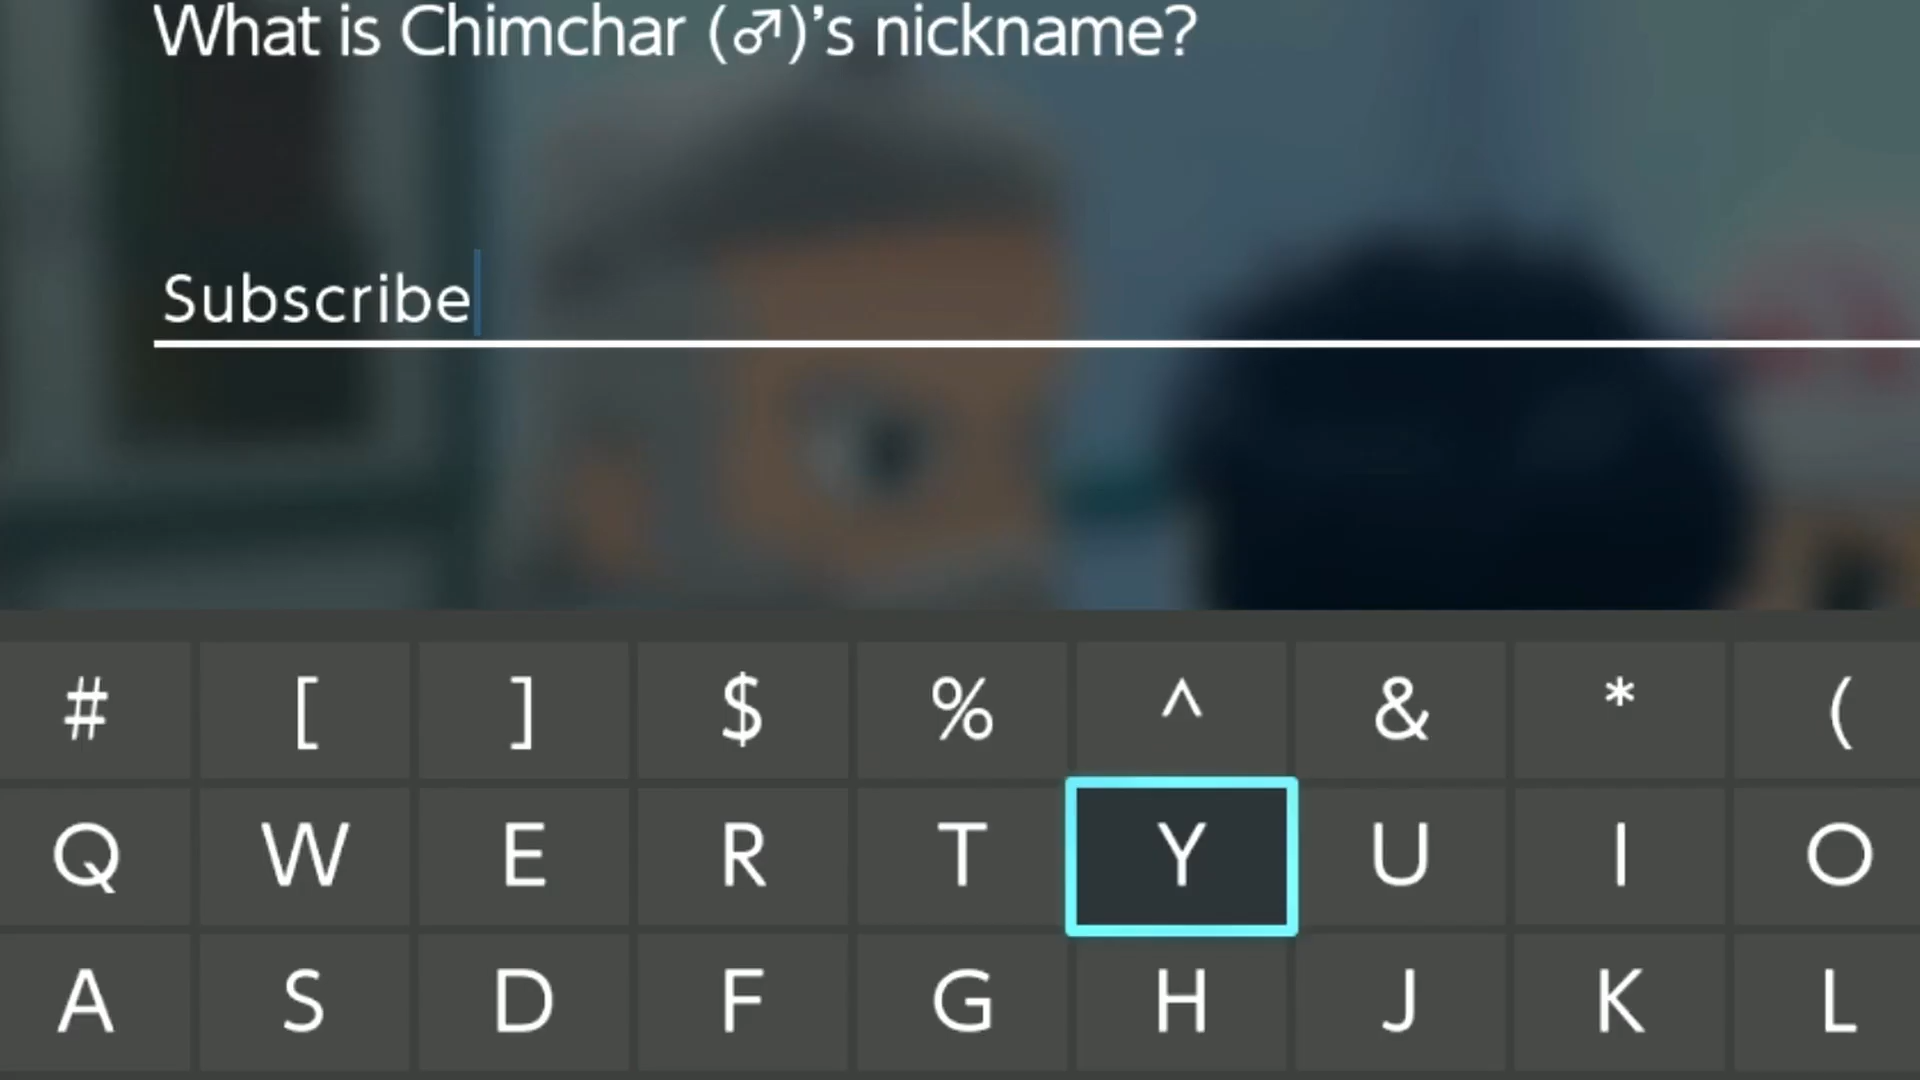 What is Chimchar (♂)’s nickname?
Subscribe
# [ ] $ % ^ & * (
Q W E R T Y U I O
A S D F G H J K L